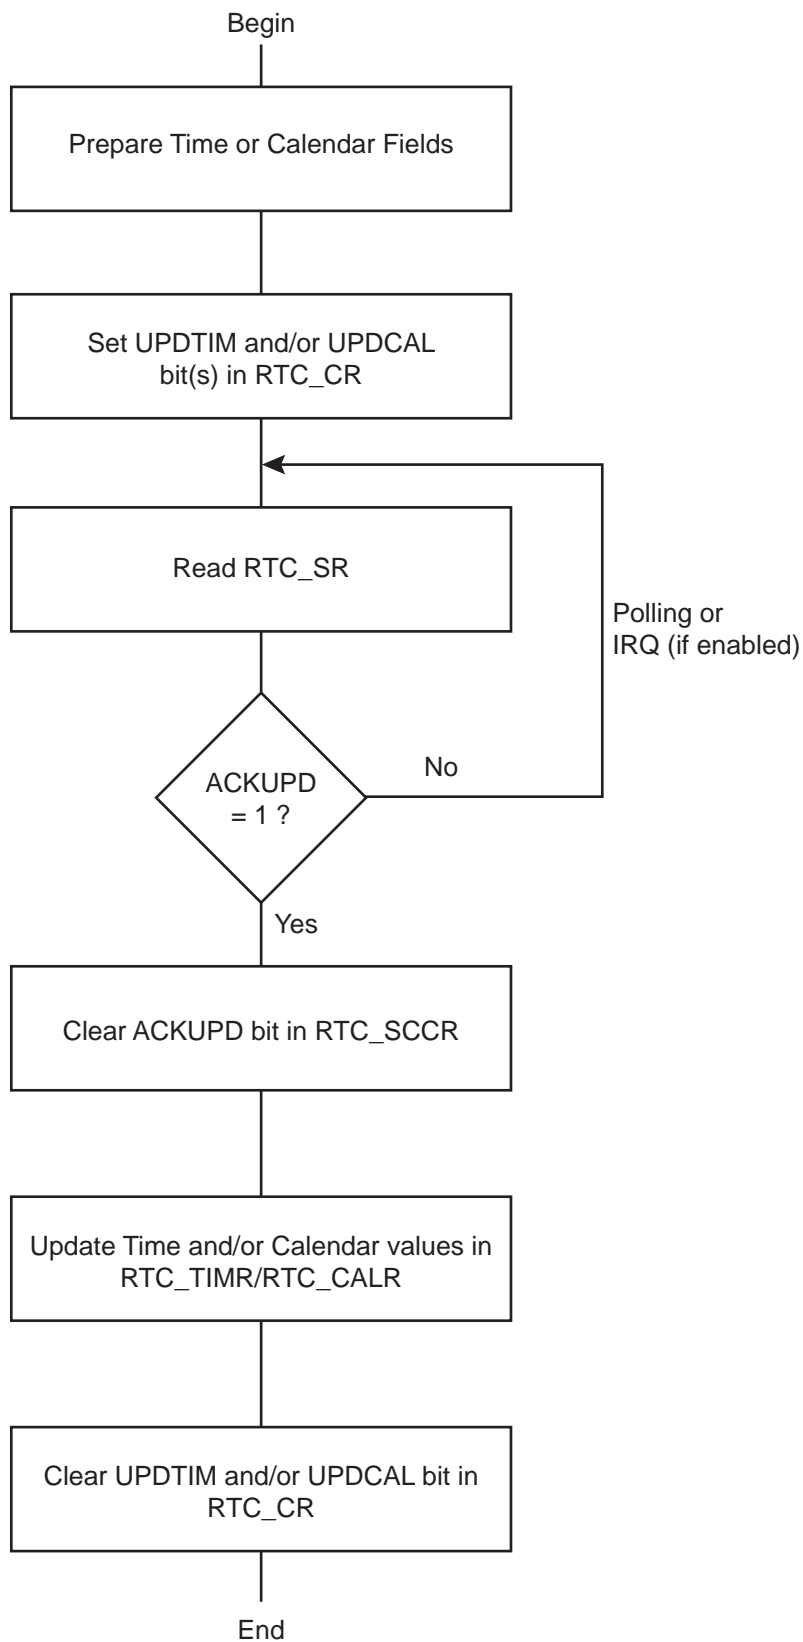 Begin
Prepare Time or Calendar Fields
Set UPDTIM and/or UPDCAL
bit(s) in RTC_CR
Read RTC_SR
Polling or
IRQ (if enabled)
ACKUPD
= 1 ?
No
Yes
Clear ACKUPD bit in RTC_SCCR
Update Time and/or Calendar values in
RTC_TIMR/RTC_CALR
Clear UPDTIM and/or UPDCAL bit in
RTC_CR
End